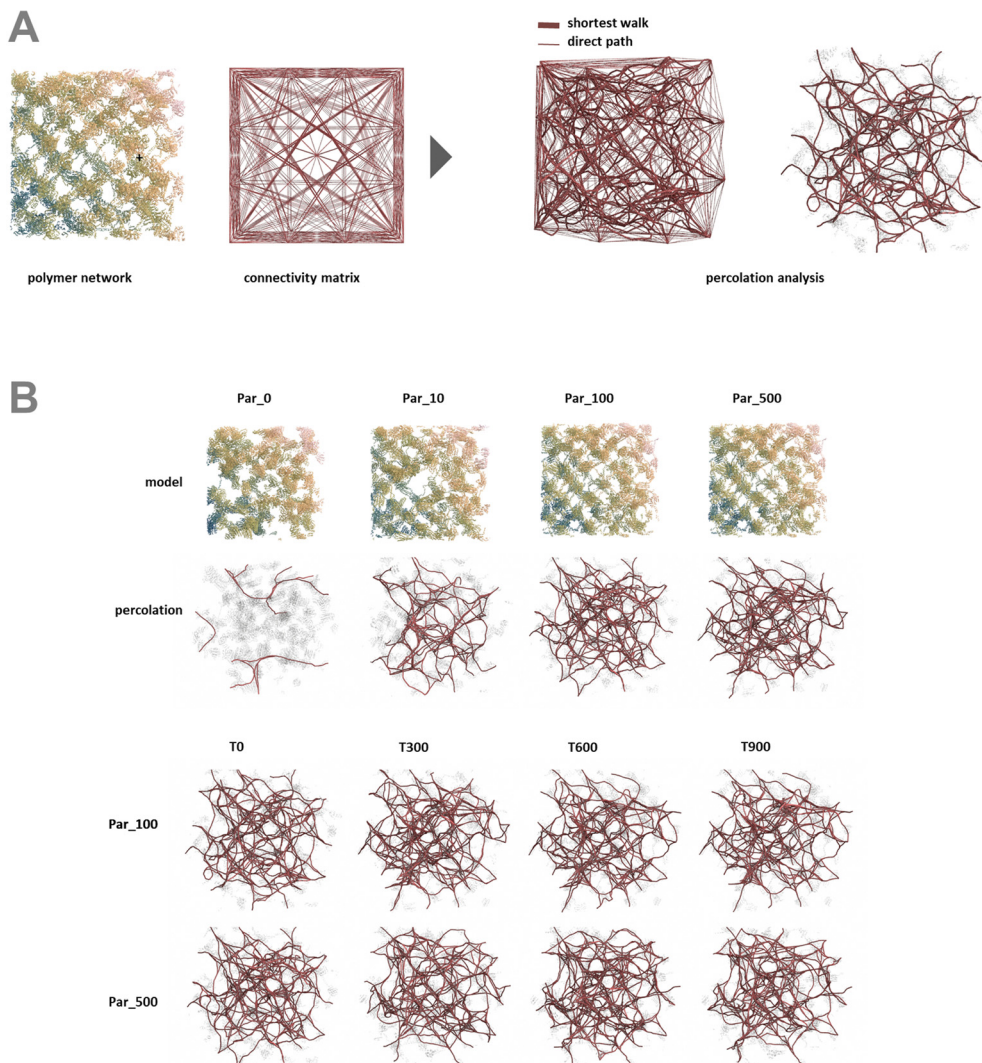 A
shortest walk
direct path
polymer network
connectivity matrix
percolation analysis
B
Par_0
Par_10
Par_100
Par_500
model
percolation
T0
T300
T600
T900
Par_100
Par_500